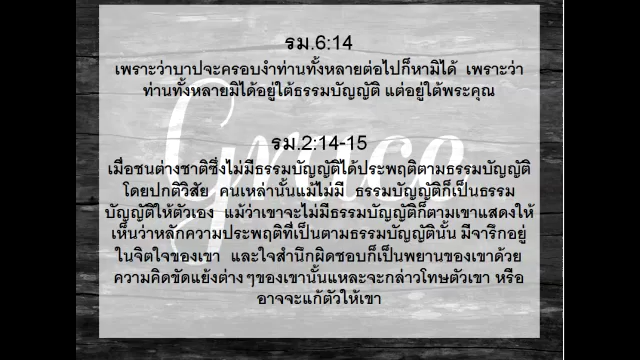 รม.6:14
เพราะว่าบาปจะครอบงำท่านทั้งหลายต่อไปก็หามิได้ เพราะว่า
ท่านทั้งหลายมิได้อยู่ใต้ธรรมบัญญัติ แต่อยู่ใต้พระคุณ
Grace
รม.2:14-15
เมื่อชนต่างชาติซึ่งไม่มีธรรมบัญญัติได้ประพฤติตามธรรมบัญญัติ
โดยปกติวิสัย คนเหล่านั้นแม้ไม่มี ธรรมบัญญัติก็เป็นธรรม
บัญญัติให้ตัวเอง แม้ว่าเขาจะไม่มีธรรมบัญญัติก็ตามเขาแสดงให้
เห็นว่าหลักความประพฤติที่เป็นตามธรรมบัญญัตินั้น มีจารึกอยู่
ในจิตใจของเขา และใจสำนึกผิดชอบก็เป็นพยานของเขาด้วย
ความคิดขัดแย้งต่างๆของเขานั้นแหละจะกล่าวโทษตัวเขา หรือ
อาจจะแก้ตัวให้เขา